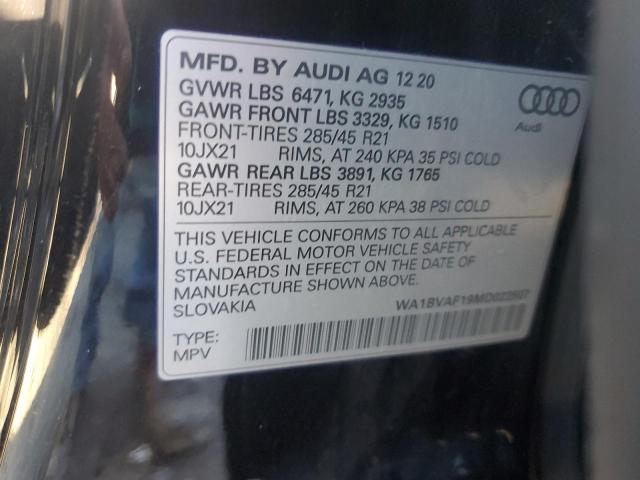 MFD. BY AUDI AG 12 20
GVWR LBS 6471, KG 2935
GAWR FRONT LBS 3329, KG 1510
FRONT-TIRES 285/45 R21
10JX21 RIMS, AT 240 KPA 35 PSI COLD
GAWR REAR LBS 3891, KG 1765
REAR-TIRES 285/45 R21
10JX21 RIMS, AT 260 KPA 38 PSI COLD
Audi
THIS VEHICLE CONFORMS TO ALL APPLICABLE
U.S. FEDERAL MOTOR VEHICLE SAFETY
STANDARDS IN EFFECT ON THE DATE OF
MANUFACTURE SHOWN ABOVE.
SLOVAKIA
TYPE:
MPV